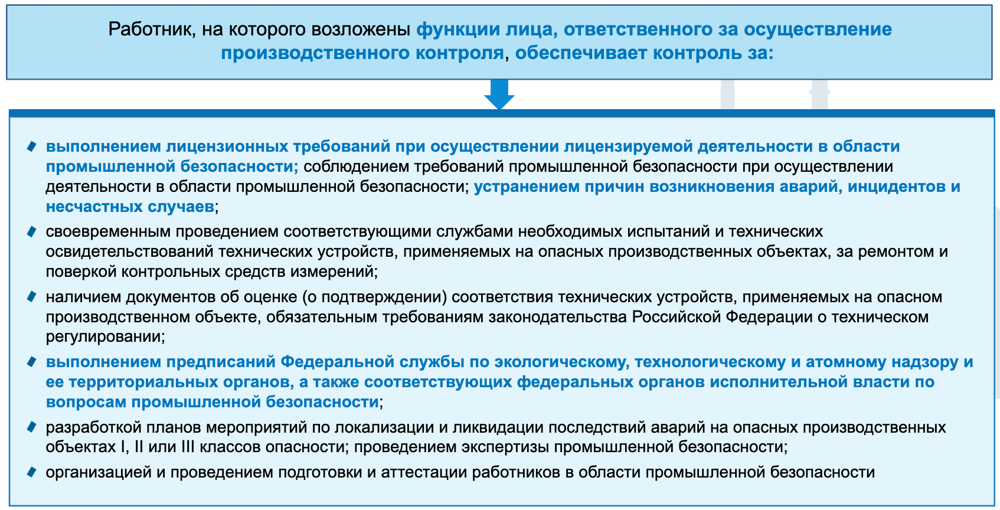 Работник, на которого возложены функции лица, ответственного за осуществление
производственного контроля, обеспечивает контроль за:
выполнением лицензионных требований при осуществлении лицензируемой деятельности в области
промышленной безопасности; соблюдением требований промышленной безопасности при осуществлении
деятельности в области промышленной безопасности; устранением причин возникновения аварий, инцидентов и
несчастных случаев;
своевременным проведением соответствующими службами необходимых испытаний и технических
освидетельствований технических устройств, применяемых на опасных производственных объектах, за ремонтом и
поверкой контрольных средств измерений;
наличием документов об оценке (о подтверждении) соответствия технических устройств, применяемых на опасном
производственном объекте, обязательным требованиям законодательства Российской Федерации о техническом
регулировании;
выполнением предписаний Федеральной службы по экологическому, технологическому и атомному надзору и
ее территориальных органов, а также соответствующих федеральных органов исполнительной власти по
вопросам промышленной безопасности;
разработкой планов мероприятий по локализации и ликвидации последствий аварий на опасных производственных
объектах I, II или III классов опасности; проведением экспертизы промышленной безопасности;
организацией и проведением подготовки и аттестации работников в области промышленной безопасности